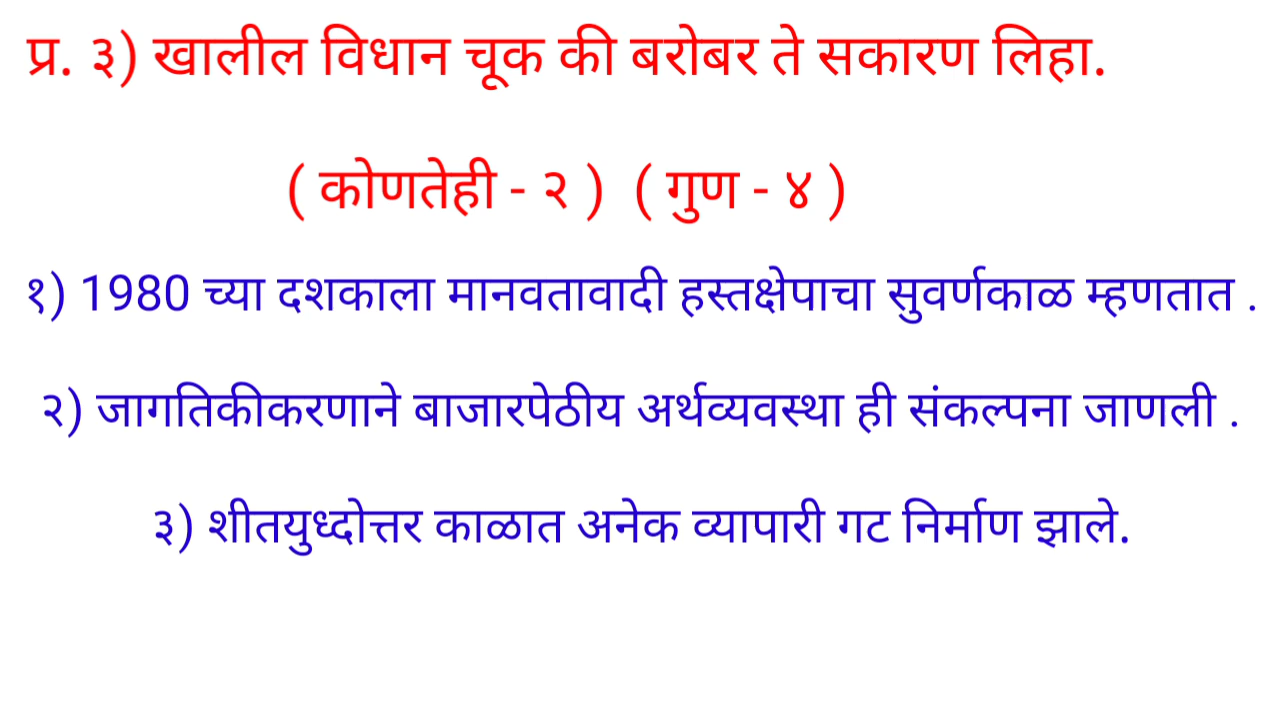 प्र. ३) खालील विधान चूक की बरोबर ते सकारण लिहा.
( कोणतेही - २ ) ( गुण - ४ )
१) 1980 च्या दशकाला मानवतावादी हस्तक्षेपाचा सुवर्णकाळ म्हणतात .
२) जागतिकीकरणाने बाजारपेठीय अर्थव्यवस्था ही संकल्पना जाणली .
३) शीतयुध्दोत्तर काळात अनेक व्यापारी गट निर्माण झाले.